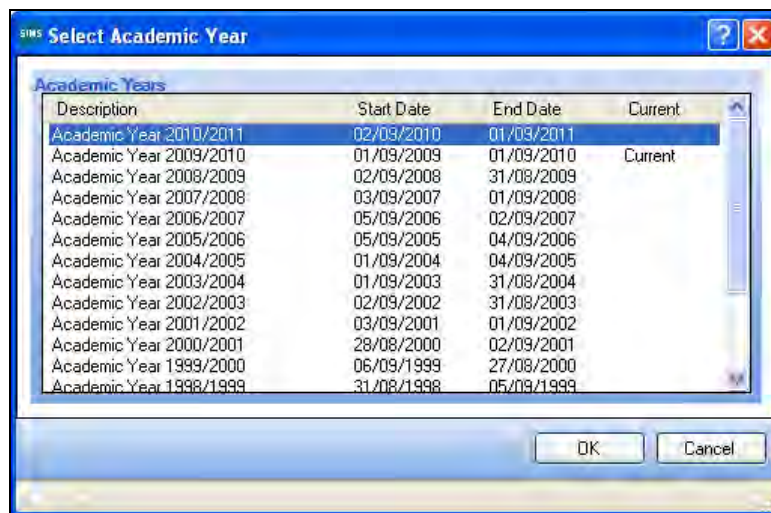 SIMS Select Academic Year ? X
Academic Years
Description Start Date End Date Current
Academic Year 2010/2011 02/09/2010 01/09/2011
Academic Year 2009/2010 01/09/2009 01/09/2010 Current
Academic Year 2008/2009 02/09/2008 31/08/2009
Academic Year 2007/2008 03/09/2007 01/09/2008
Academic Year 2006/2007 05/09/2006 02/09/2007
Academic Year 2005/2006 05/09/2005 04/09/2006
Academic Year 2004/2005 01/09/2004 04/09/2005
Academic Year 2003/2004 01/09/2003 31/08/2004
Academic Year 2002/2003 02/09/2002 31/08/2003
Academic Year 2001/2002 03/09/2001 01/09/2002
Academic Year 2000/2001 28/08/2000 02/09/2001
Academic Year 1999/2000 06/09/1999 27/08/2000
Academic Year 1998/1999 31/08/1998 05/09/1999
OK Cancel